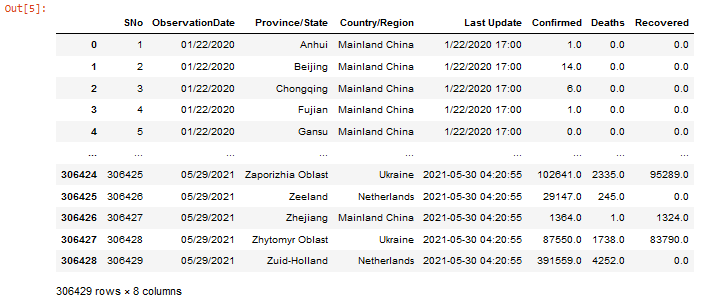 Out[5]:
SNo ObservationDate Province/State Country/Region Last Update Confirmed Deaths Recovered
0 1 01/22/2020 Anhui Mainland China 1/22/2020 17:00 1.0 0.0 0.0
1 2 01/22/2020 Beijing Mainland China 1/22/2020 17:00 14.0 0.0 0.0
2 3 01/22/2020 Chongqing Mainland China 1/22/2020 17:00 6.0 0.0 0.0
3 4 01/22/2020 Fujian Mainland China 1/22/2020 17:00 1.0 0.0 0.0
4 5 01/22/2020 Gansu Mainland China 1/22/2020 17:00 0.0 0.0 0.0
... ... ... ... ... ... ... ... ...
306424 306425 05/29/2021 Zaporizhia Oblast Ukraine 2021-05-30 04:20:55 102641.0 2335.0 95289.0
306425 306426 05/29/2021 Zeeland Netherlands 2021-05-30 04:20:55 29147.0 245.0 0.0
306426 306427 05/29/2021 Zhejiang Mainland China 2021-05-30 04:20:55 1364.0 1.0 1324.0
306427 306428 05/29/2021 Zhytomyr Oblast Ukraine 2021-05-30 04:20:55 87550.0 1738.0 83790.0
306428 306429 05/29/2021 Zuid-Holland Netherlands 2021-05-30 04:20:55 391559.0 4252.0 0.0
306429 rows × 8 columns